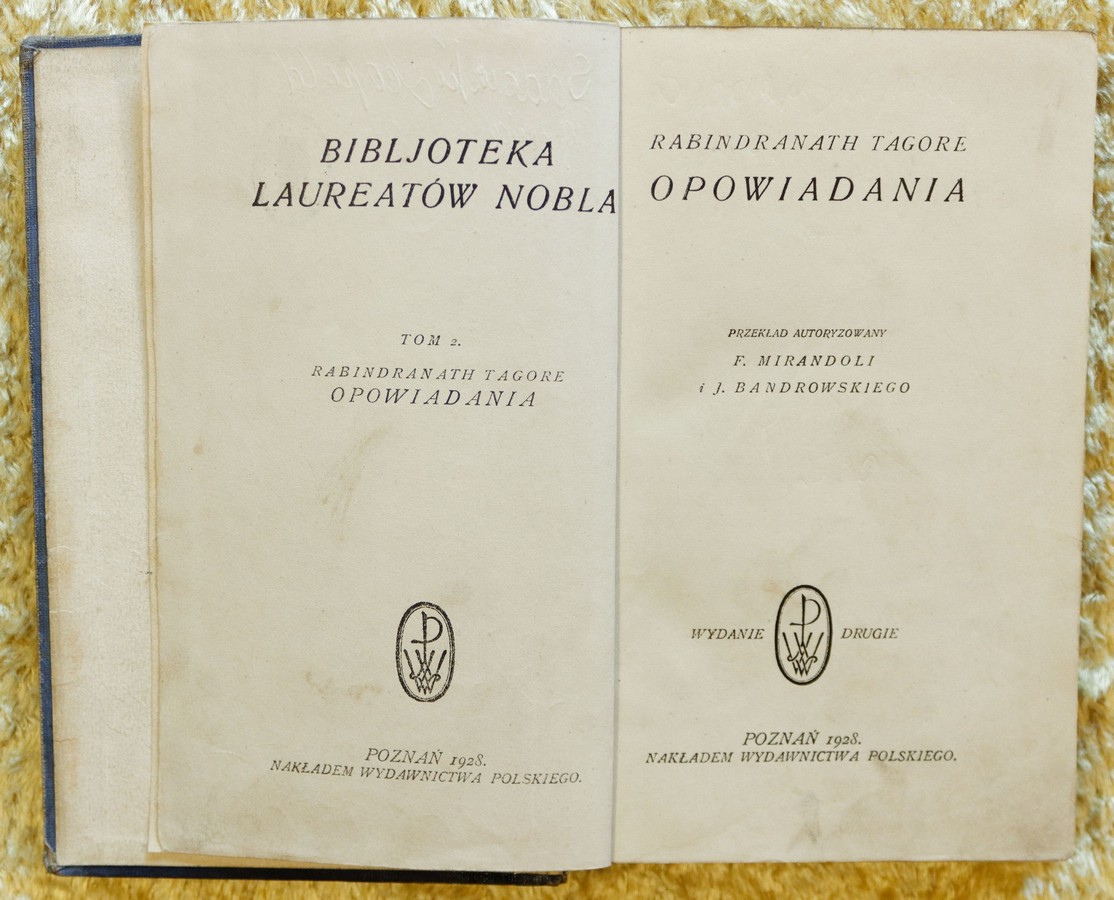 BIBLJOTEKA
LAUREATÓW NOBLA
TOM 2.
RABINDRANATH TAGORE
OPOWIADANIA
POZNAŃ 1928.
NAKŁADEM WYDAWNICTWA POLSKIEGO.
RABINDRANATH TAGORE
OPOWIADANIA
PRZEKŁAD AUTORYZOWANY
F. MIRANDOLI
i J. BANDROWSKIEGO
WYDANIE DRUGIE
POZNAŃ 1928.
NAKŁADEM WYDAWNICTWA POLSKIEGO.